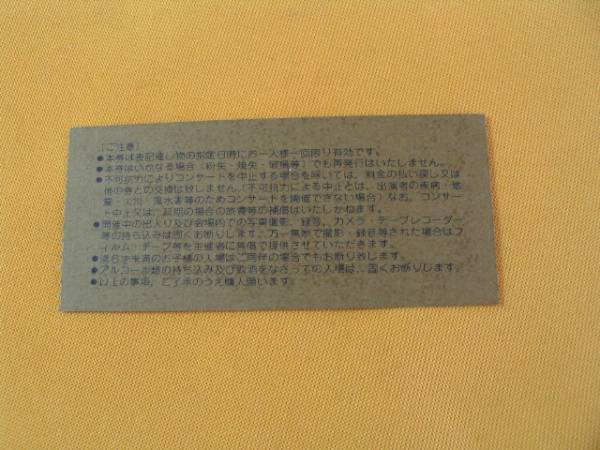 ［ご注意］
●本券は表記催し物の指定日時にお一人様一回限り有効です。
●本券はいかなる場合（紛失・焼失・破損等）でも再発行はいたしません。
●不可抗力によりコンサートを中止する場合を除いては、料金の払い戻し又は
他の券との交換は致しません。（不可抗力による中止とは、出演者の疾病・地
震・火災・風水害等のためコンサートを開催できない場合）なお、コンサー
ト中止又は、延期の場合の旅費等の補償はいたしかねます。
●開催中の出入り及び会場内での写真撮影、録音、カメラ・テープレコーダー
等の持ち込みは固くお断りします。万一無断で撮影・録音等された場合はフ
ィルム・テープ等を主催者に無償で提供させていただきます。
●満6才未満のお子様の入場はご同伴の場合でもお断り致します。
●アルコール類の持ち込み及び飲酒をなさっての入場は、固くお断りします。
●以上の事項、ご了承のうえ購入願います。